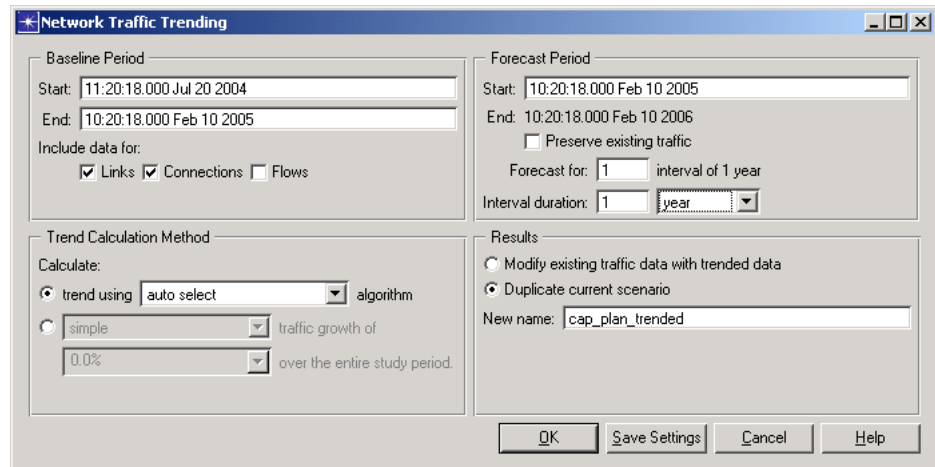 Network Traffic Trending
Baseline Period
Start: 11:20:18.000 Jul 20 2004
End: 10:20:18.000 Feb 10 2005
Include data for:
Links Connections Flows
Forecast Period
Start: 10:20:18.000 Feb 10 2005
End: 10:20:18.000 Feb 10 2006
Preserve existing traffic
Forecast for: 1 interval of 1 year
Interval duration: 1 year
Trend Calculation Method
Calculate:
trend using auto select algorithm
simple traffic growth of
0.0% over the entire study period.
Results
Modify existing traffic data with trended data
Duplicate current scenario
New name: cap_plan_trended
OK Save Settings Cancel Help